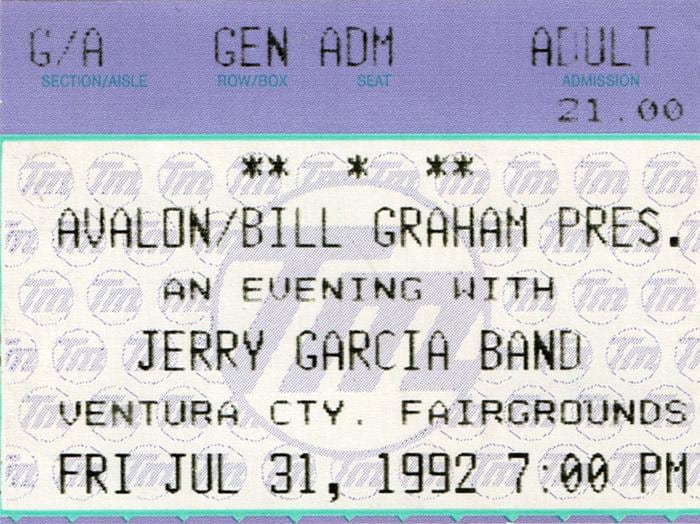 G/A GEN ADM ADULT
SECTION/AISLE ROW/BOX SEAT ADMISSION
21.00
** * **
AVALON/BILL GRAHAM PRES.
AN EVENING WITH
JERRY GARCIA BAND
VENTURA CTY. FAIRGROUNDS
FRI JUL 31, 1992 7:00 PM